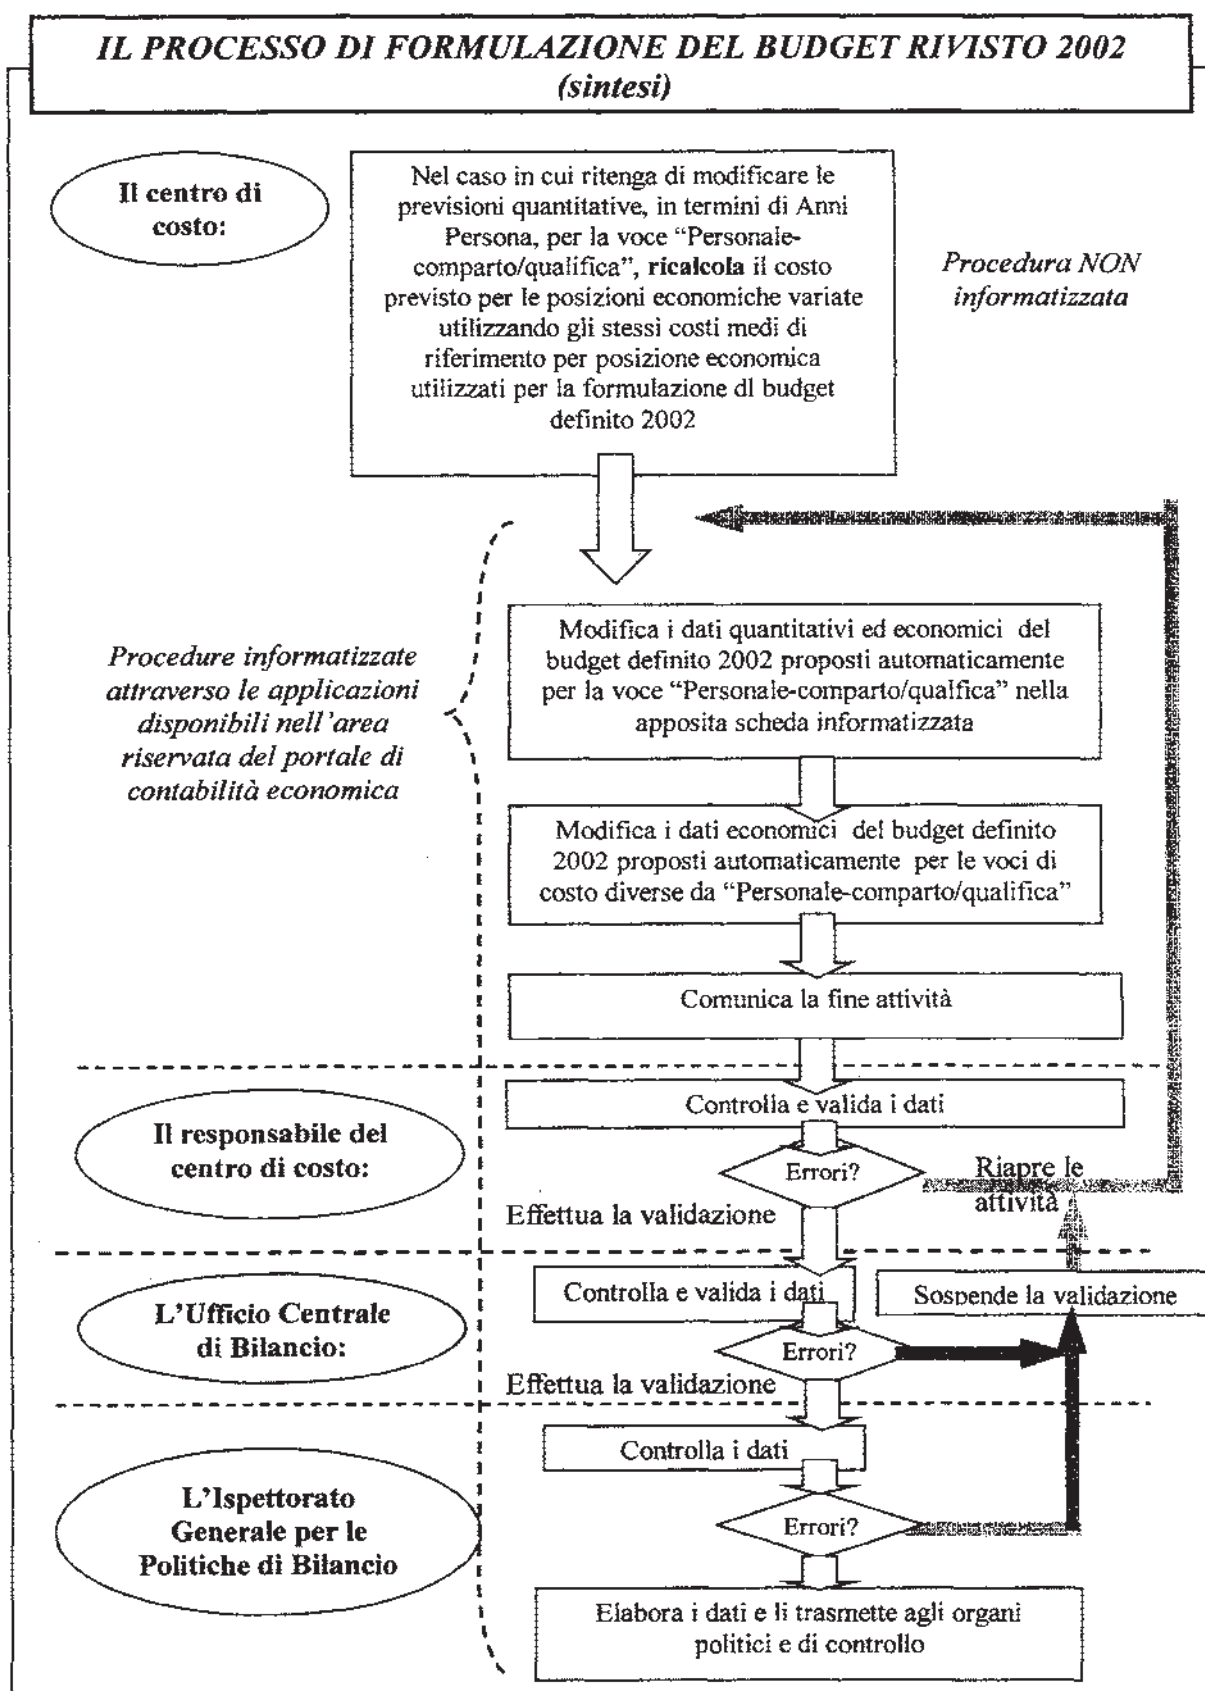 IL PROCESSO DI FORMULAZIONE DEL BUDGET RIVISTO 2002
(sintesi)
Il centro di
costo:
Nel caso in cui ritenga di modificare le
previsioni quantitative, in termini di Anni
Persona, per la voce “Personale-
comparto/qualifica”, ricalcola il costo
previsto per le posizioni economiche variate
utilizzando gli stessi costi medi di
riferimento per posizione economica
utilizzati per la formulazione dl budget
definito 2002
Procedura NON
informatizzata
Procedure informatizzate
attraverso le applicazioni
disponibili nell’area
riservata del portale di
contabilità economica
Modifica i dati quantitativi ed economici del
budget definito 2002 proposti automaticamente
per la voce “Personale-comparto/qualfica” nella
apposita scheda informatizzata
Modifica i dati economici del budget definito
2002 proposti automaticamente per le voci di
costo diverse da “Personale-comparto/qualifica”
Comunica la fine attività
Il responsabile del
centro di costo:
Controlla e valida i dati
Errori?
Riapre le
attività
Effettua la validazione
L’Ufficio Centrale
di Bilancio:
Controlla e valida i dati
Sospende la validazione
Errori?
Effettua la validazione
L’Ispettorato
Generale per le
Politiche di Bilancio
Controlla i dati
Errori?
Elabora i dati e li trasmette agli organi
politici e di controllo